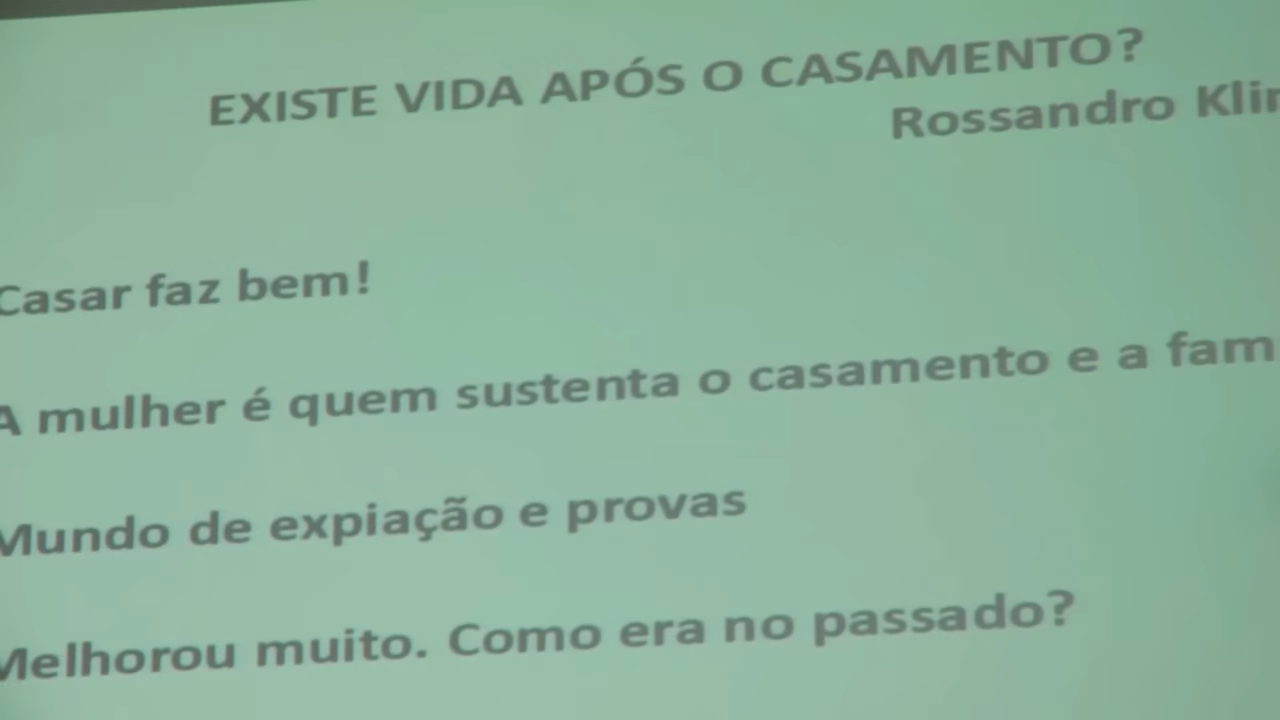 EXISTE VIDA APÓS O CASAMENTO?
Rossandro
Casar faz bem!
A mulher é quem sustenta o casamento e a
Mundo de expiação e provas
Melhorou muito. Como era no passado?